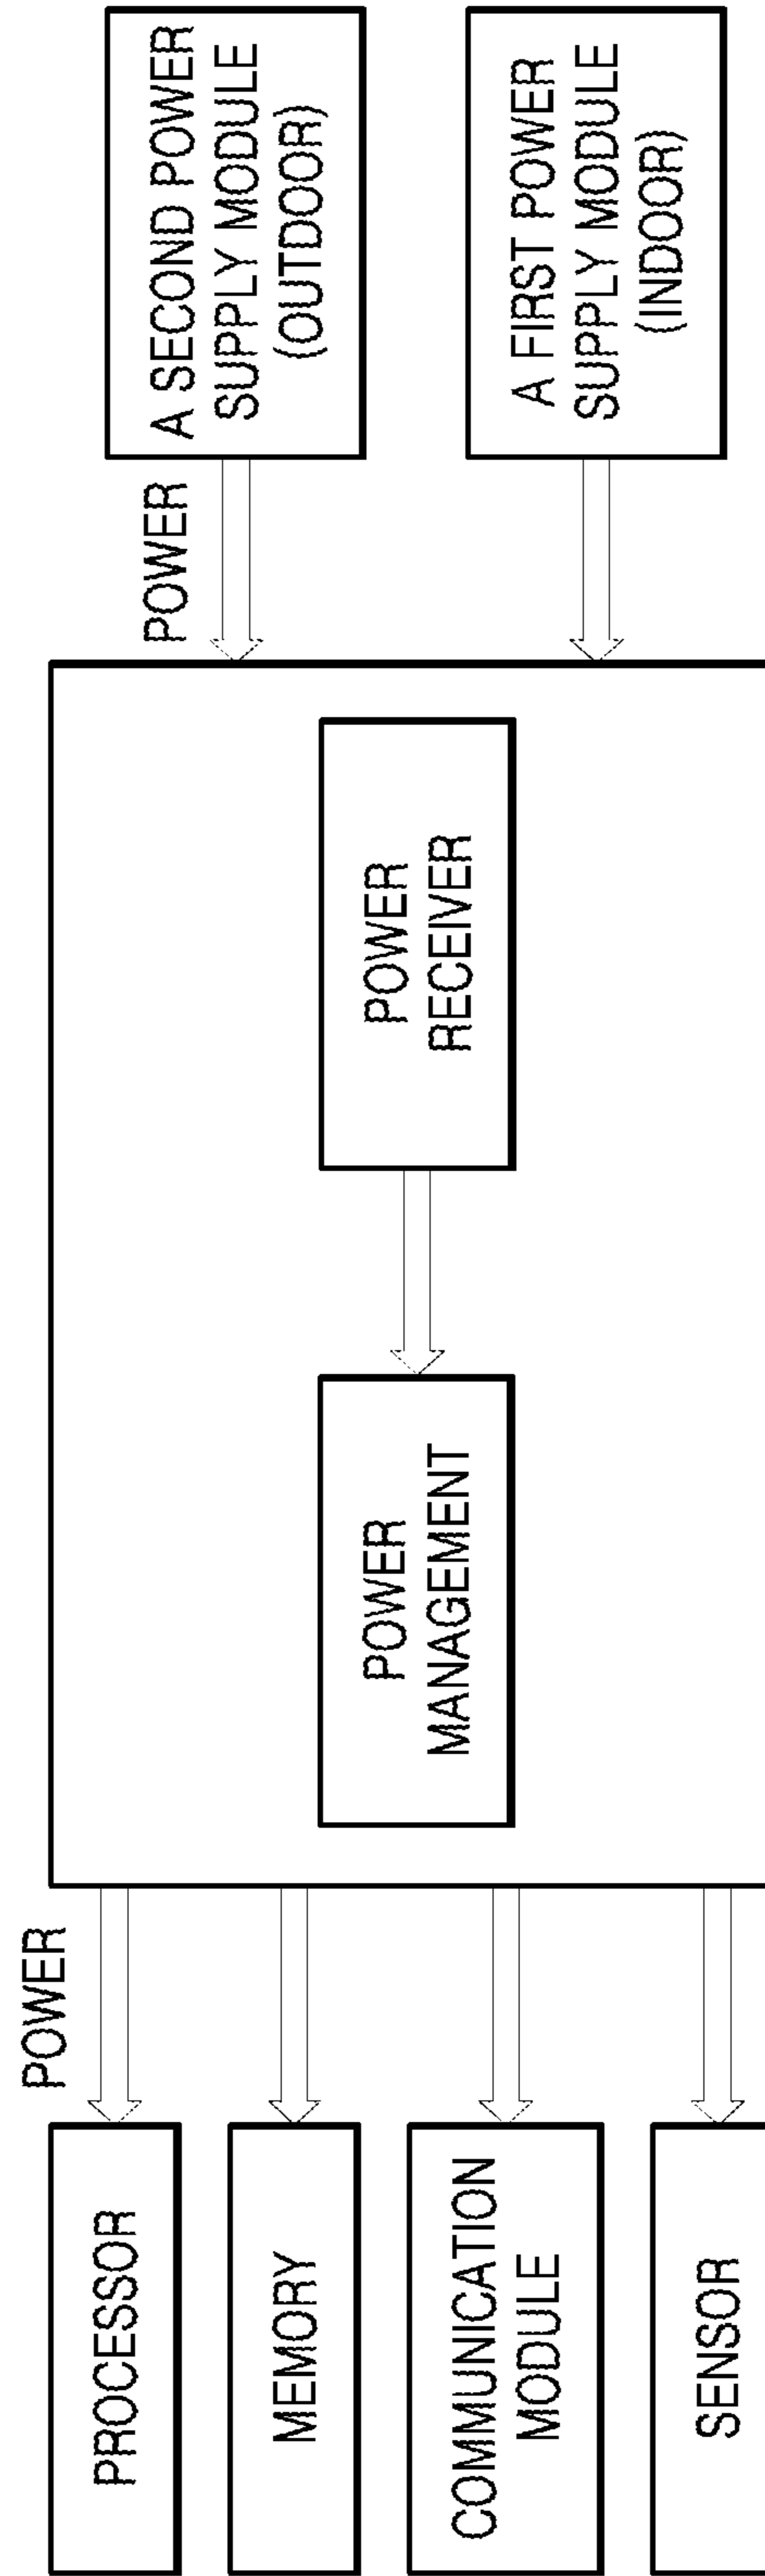 POWER
PROCESSOR
MEMORY
COMMUNICATION
MODULE
SENSOR
POWER
MANAGEMENT
POWER
RECEIVER
POWER
A SECOND POWER
SUPPLY MODULE
(OUTDOOR)
A FIRST POWER
SUPPLY MODULE
(INDOOR)